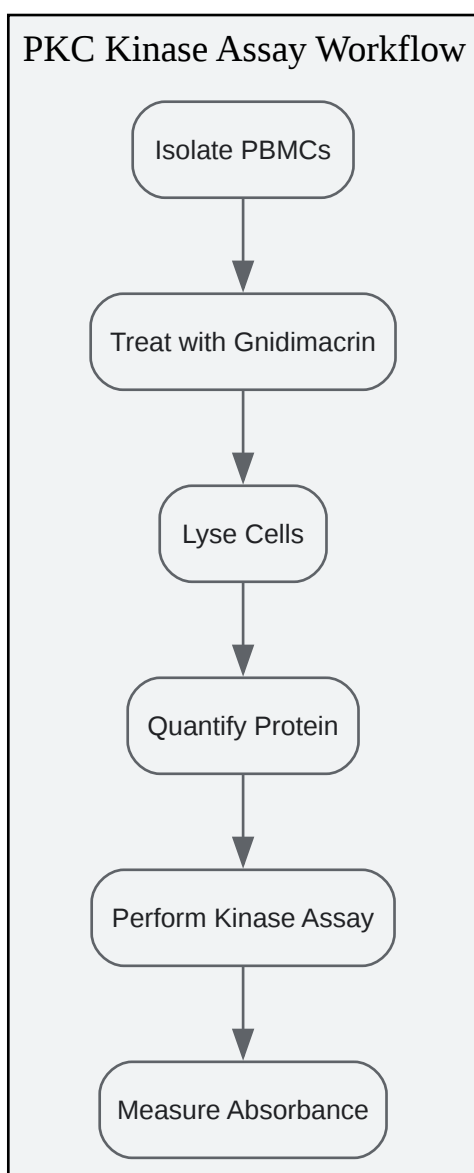 PKC Kinase Assay Workflow
Isolate PBMCs
Treat with Gnidimacrin
Lyse Cells
Quantify Protein
Perform Kinase Assay
Measure Absorbance